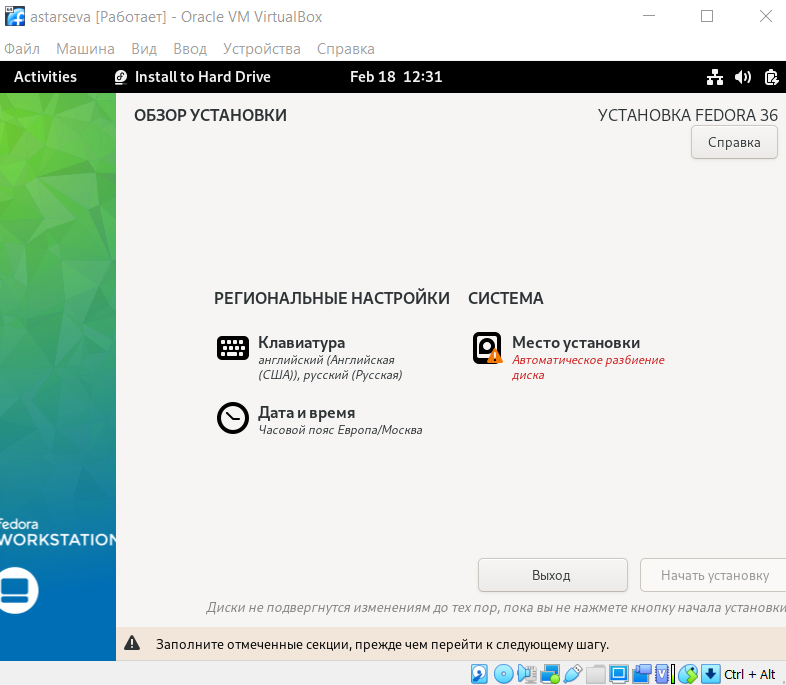 astarseva [Работает] - Oracle VM VirtualBox
Файл Машина Вид Ввод Устройства Справка
Activities Install to Hard Drive Feb 18 12:31
ОБЗОР УСТАНОВКИ УСТАНОВКА FEDORA 36
Справка
РЕГИОНАЛЬНЫЕ НАСТРОЙКИ СИСТЕМА
Клавиатура
английский (Английская
(США)), русский (Русская)
Место установки
Автоматическое разбиение
диска
Дата и время
Часовой пояс Европа/Москва
fedora
WORKSTATION
Выход Начать установку
Диски не подвергнутся изменениям до тех пор, пока вы не нажмете кнопку начала установки
Заполните отмеченные секции, прежде чем перейти к следующему шагу.
Ctrl + Alt